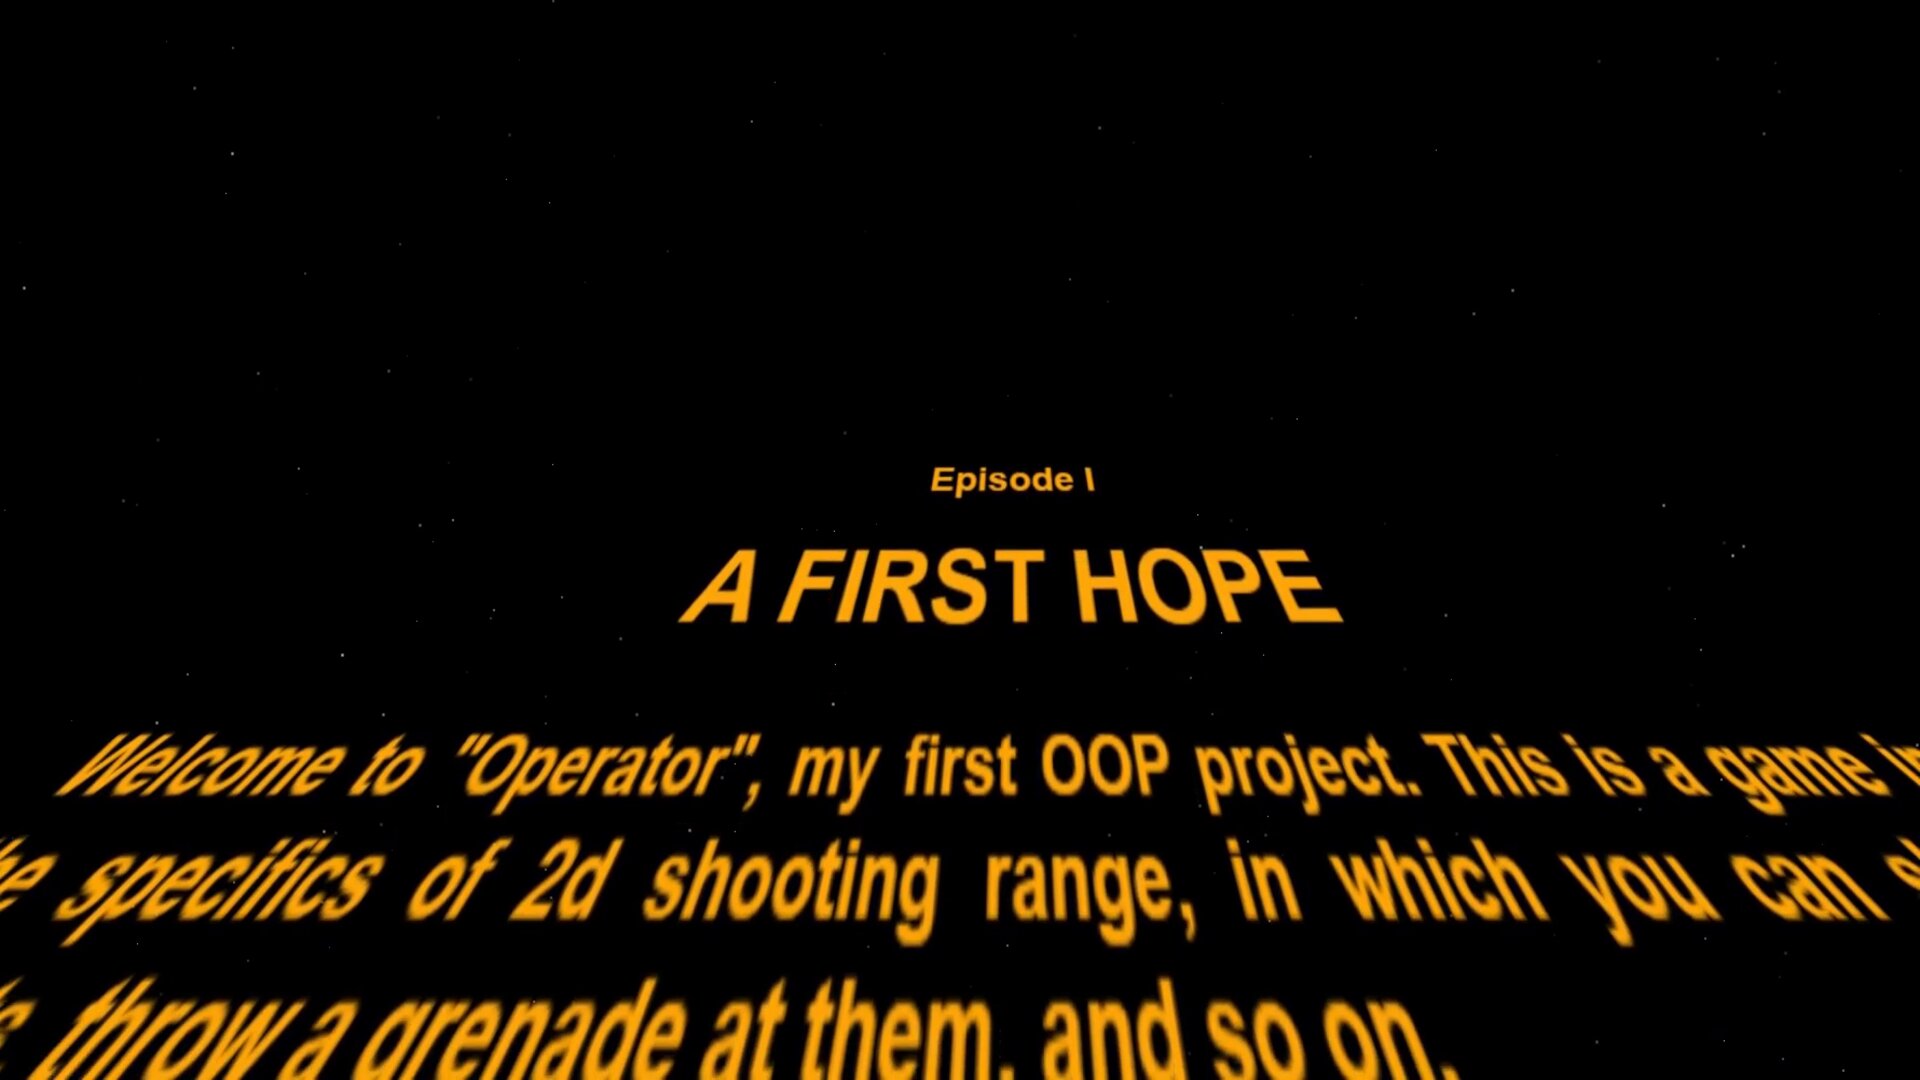 Episode I
A FIRST HOPE
Welcome to "Operator", my first OOP project. This is a game
specifics of 2d shooting range, in which you can
throw a grenade at them, and so on.